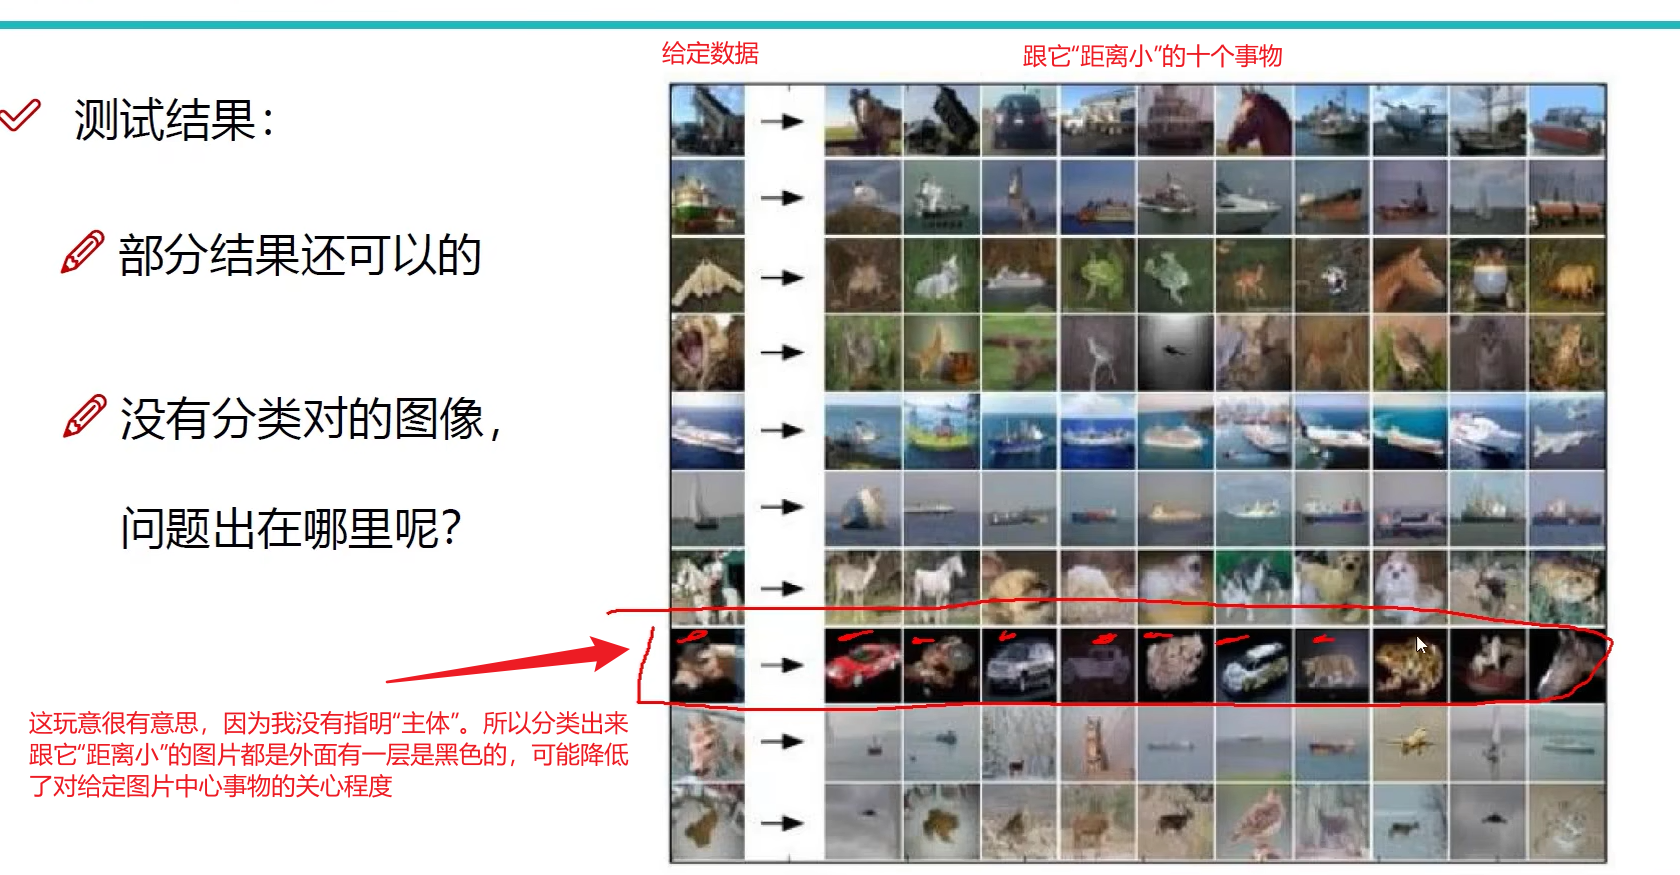 给定数据
跟它“距离小”的十个事物
测试结果：
部分结果还可以的
没有分类对的图像，
问题出在哪里呢？
这玩意很有意思，因为我没有指明“主体”。所以分类出来
跟它“距离小”的图片都是外面有一层是黑色的，可能降低
了对给定图片中心事物的关心程度